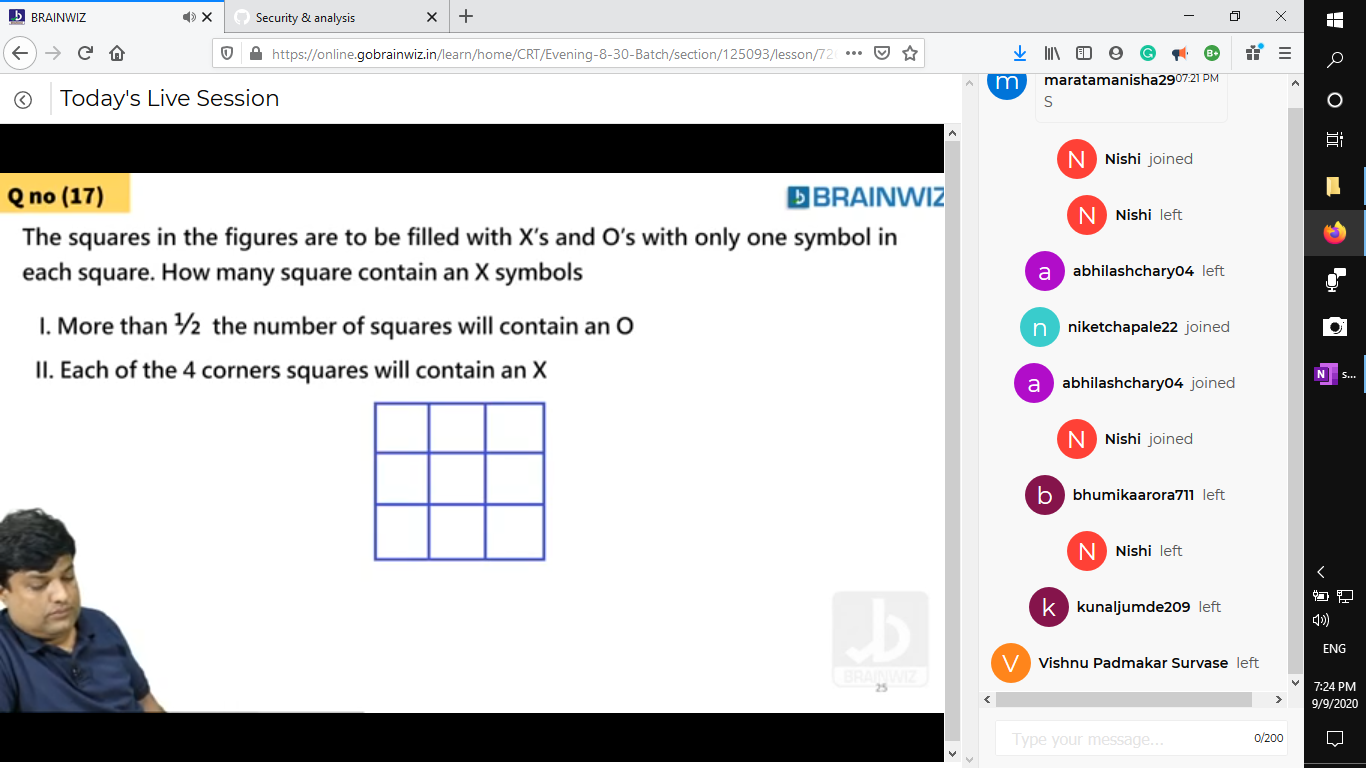 BRAINWIZ
Security & analysis
https://online.gobrainwiz.in/learn/home/CRT/Evening-8-30-Batch/section/125093/lesson/72
Today's Live Session
Q no (17)
BRAINWIZ
The squares in the figures are to be filled with X's and O's with only one symbol in
each square. How many square contain an X symbols
I. More than ½ the number of squares will contain an O
II. Each of the 4 corners squares will contain an X
BRAINWIZ
25
m
maratamanisha29 07:21 PM
S
N Nishi joined
N Nishi left
a abhilashchary04 left
n niketchapale22 joined
a abhilashchary04 joined
N Nishi joined
b bhumikaarora711 left
N Nishi left
k kunaljumde209 left
V Vishnu Padmakar Survase left
Type your message...
0/200
N s...
ENG
7:24 PM
9/9/2020